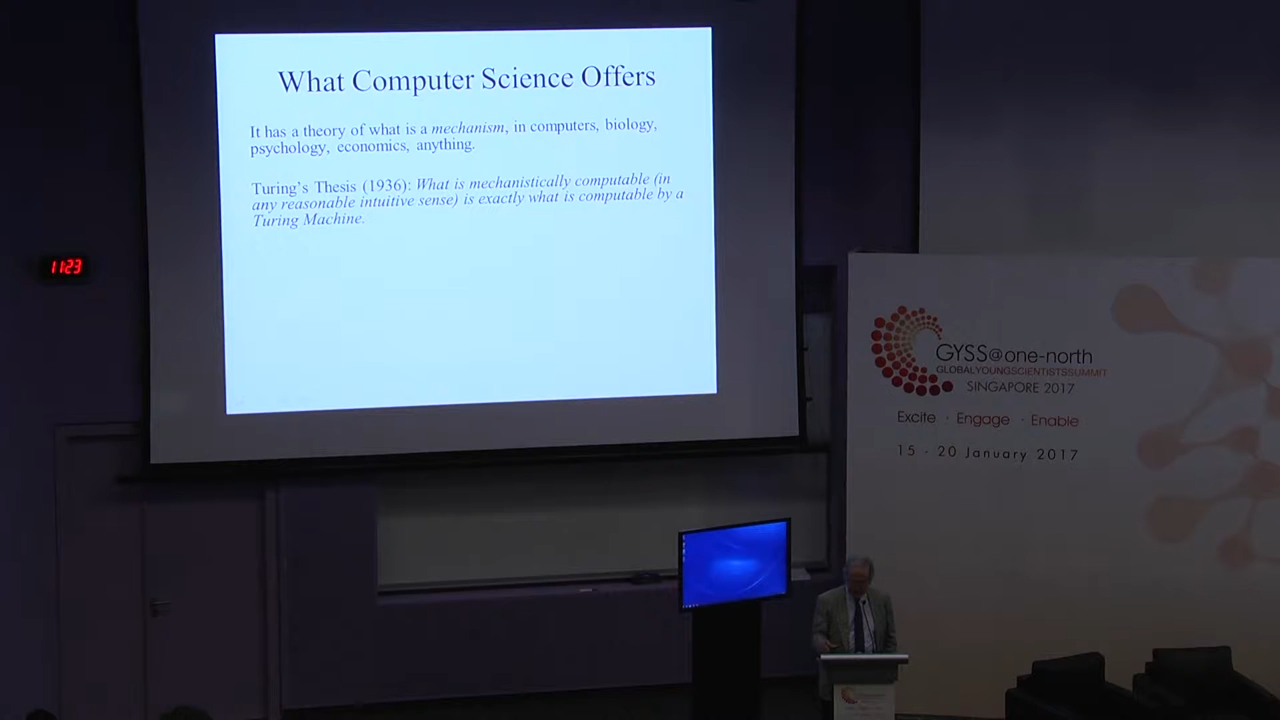 What Computer Science Offers
It has a theory of what is a mechanism, in computers, biology,
psychology, economics, anything.
Turing's Thesis (1936): What is mechanistically computable (in
any reasonable intuitive sense) is exactly what is computable by a
Turing Machine.
11:23
GYSS@one-north
GLOBALYOUNGSCIENTISTSSUMMIT
SINGAPORE 2017
Excite · Engage · Enable
15 - 20 January 2017